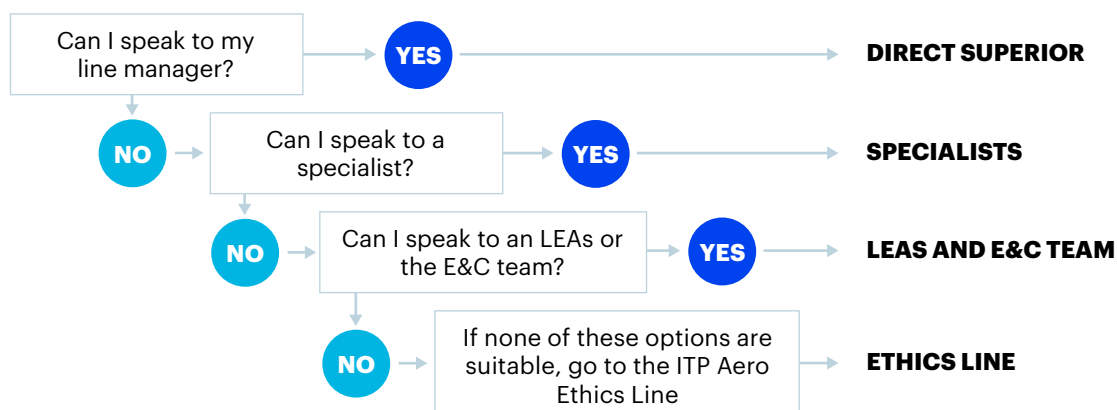 Can I speak to my
line manager?
YES
DIRECT SUPERIOR
NO
Can I speak to a
specialist?
YES
SPECIALISTS
NO
Can I speak to an LEAs or
the E&C team?
YES
LEAS AND E&C TEAM
NO
If none of these options are
suitable, go to the ITP Aero
Ethics Line
ETHICS LINE